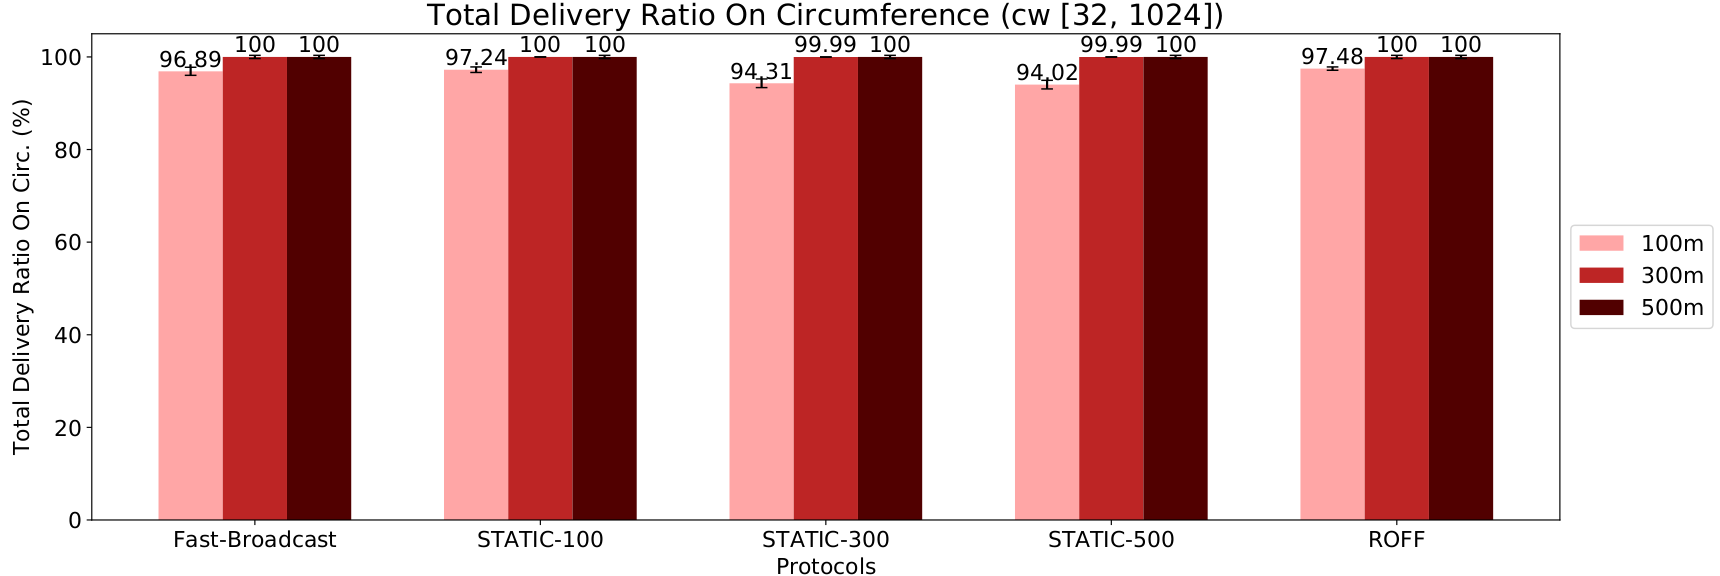 Total Delivery Ratio On Circumference (cw [32, 1024])
Total Delivery Ratio On Circ. (%)
100
80
60
40
20
0
96.89 100 100
97.24 100 100
94.31 99.99 100
94.02 99.99 100
97.48 100 100
Fast-Broadcast STATIC-100 STATIC-300 STATIC-500 ROFF
Protocols
100m
300m
500m